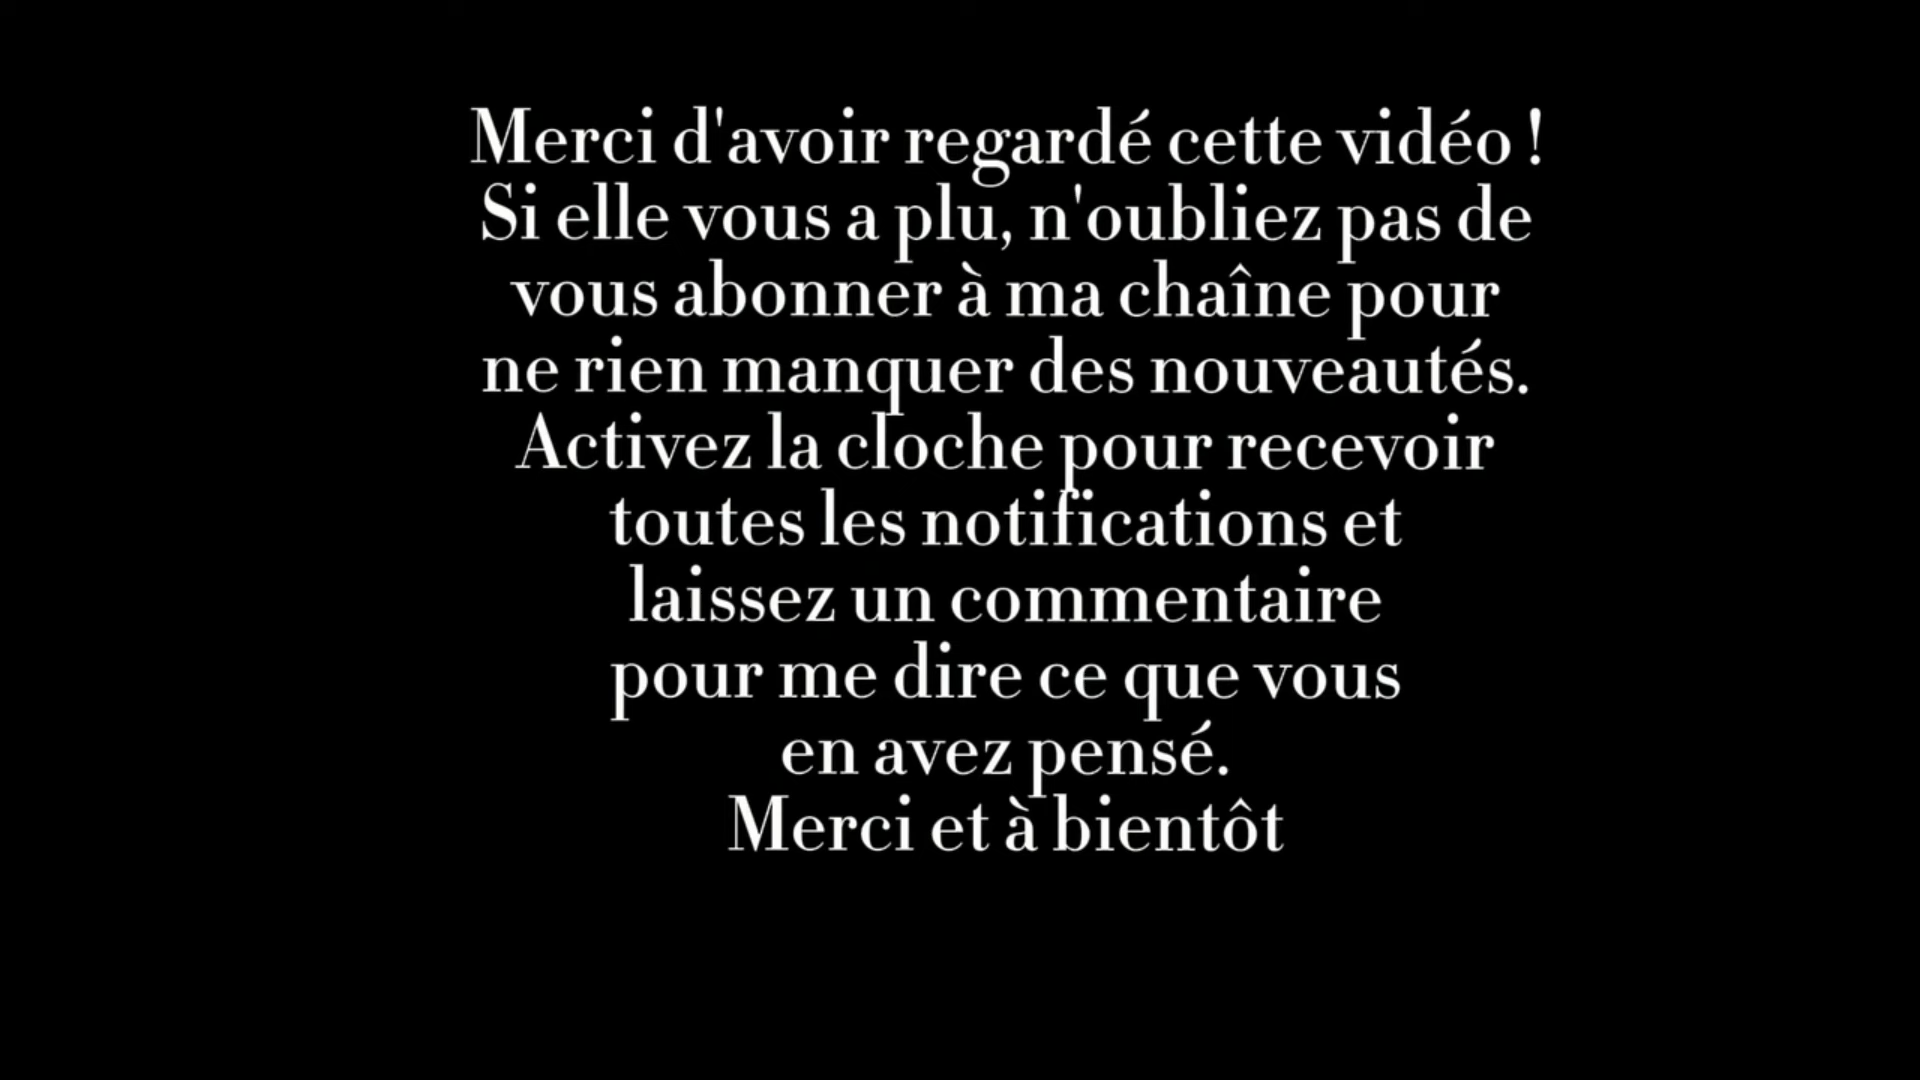 Merci d'avoir regardé cette vidéo !
Si elle vous a plu, n'oubliez pas de
vous abonner à ma chaîne pour
ne rien manquer des nouveautés.
Activez la cloche pour recevoir
toutes les notifications et
laissez un commentaire
pour me dire ce que vous
en avez pensé.
Merci et à bientôt